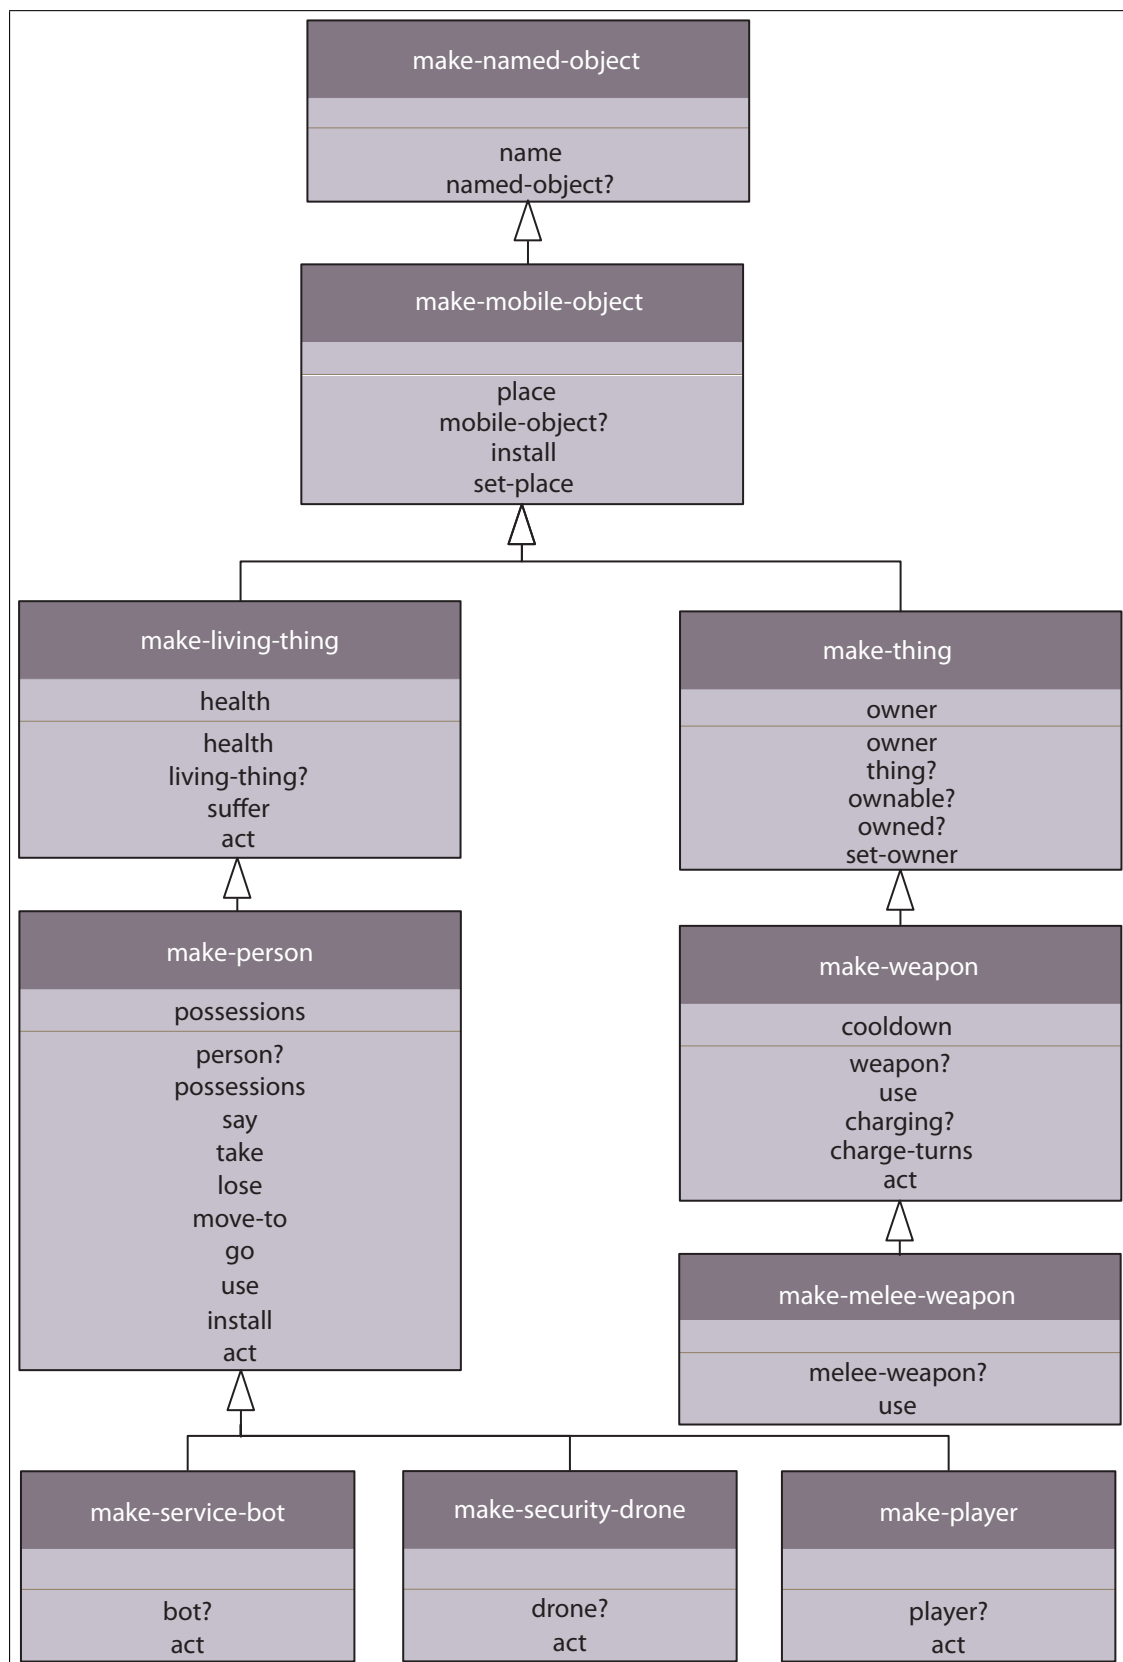 make-named-object
name
named-object?
make-mobile-object
place
mobile-object?
install
set-place
make-living-thing
health
health
living-thing?
suffer
act
make-thing
owner
owner
thing?
ownable?
owned?
set-owner
make-person
possessions
person?
possessions
say
take
lose
move-to
go
use
install
act
make-weapon
cooldown
weapon?
use
charging?
charge-turns
act
make-melee-weapon
melee-weapon?
use
make-service-bot
bot?
act
make-security-drone
drone?
act
make-player
player?
act